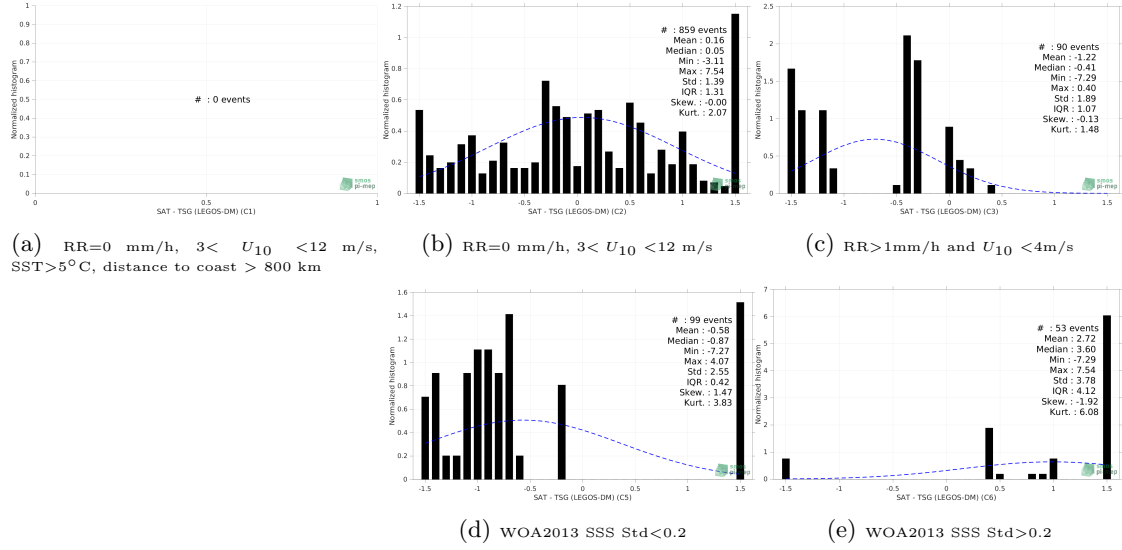 1
0.9
0.8
0.7
0.6
0.5
0.4
0.3
0.2
0.1
0
Normalized histogram
# : 0 events
smos
pi-mep
0 0.5 1
SAT - TSG (LEGOS-DM) (C1)
(a) RR=0 mm/h, 3< U10 <12 m/s,
SST>5°C, distance to coast > 800 km
1.2
1
0.8
0.6
0.4
0.2
0
Normalized histogram
# : 859 events
Mean : 0.16
Median : 0.05
Min : -3.11
Max : 7.54
Std : 1.39
IQR : 1.31
Skew. : -0.00
Kurt. : 2.07
smos
pi-mep
-1.5 -1 -0.5 0 0.5 1 1.5
SAT - TSG (LEGOS-DM) (C2)
(b) RR=0 mm/h, 3< U10 <12 m/s
2.5
2
1.5
1
0.5
0
Normalized histogram
# : 90 events
Mean : -1.22
Median : -0.41
Min : -7.29
Max : 0.40
Std : 1.89
IQR : 1.07
Skew. : -0.13
Kurt. : 1.48
smos
pi-mep
-1.5 -1 -0.5 0 0.5 1 1.5
SAT - TSG (LEGOS-DM) (C3)
(c) RR>1mm/h and U10 <4m/s
1.6
1.4
1.2
1
0.8
0.6
0.4
0.2
0
Normalized histogram
# : 99 events
Mean : -0.58
Median : -0.87
Min : -7.27
Max : 4.07
Std : 2.55
IQR : 0.42
Skew. : 1.47
Kurt. : 3.83
smos
pi-mep
-1.5 -1 -0.5 0 0.5 1 1.5
SAT - TSG (LEGOS-DM) (C5)
(d) WOA2013 SSS Std<0.2
7
6
5
4
3
2
1
0
Normalized histogram
# : 53 events
Mean : 2.72
Median : 3.60
Min : -7.29
Max : 7.54
Std : 3.78
IQR : 4.12
Skew. : -1.92
Kurt. : 6.08
smos
pi-mep
-1.5 -1 -0.5 0 0.5 1 1.5
SAT - TSG (LEGOS-DM) (C6)
(e) WOA2013 SSS Std>0.2